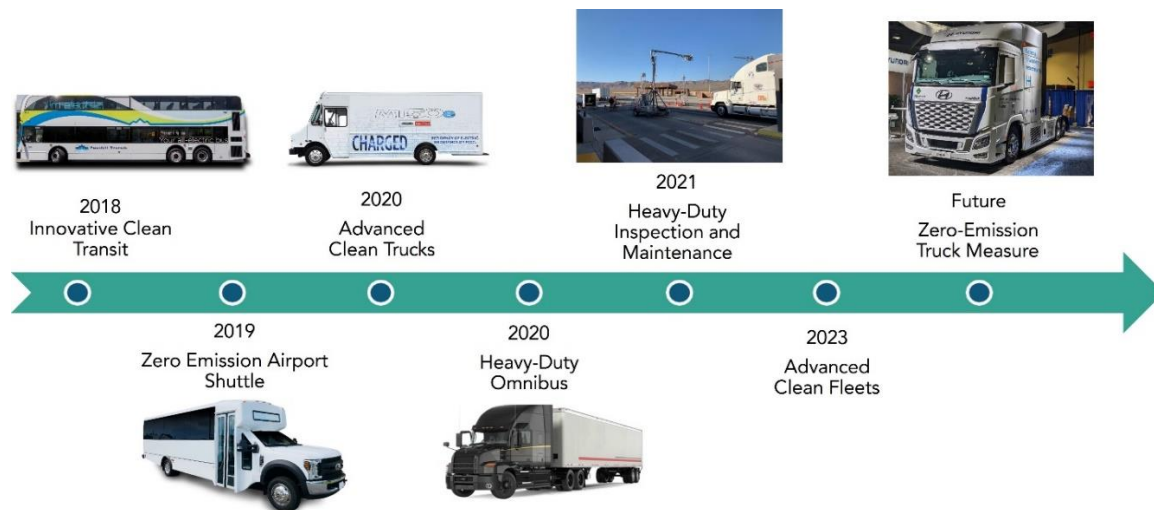 2018
Innovative Clean
Transit
2019
Zero Emission Airport
Shuttle
CHARGED
2020
Advanced
Clean Trucks
2020
Heavy-Duty
Omnibus
2021
Heavy-Duty
Inspection and
Maintenance
2023
Advanced
Clean Fleets
Future
Zero-Emission
Truck Measure